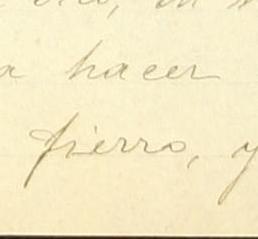 a hacer
fierro, y